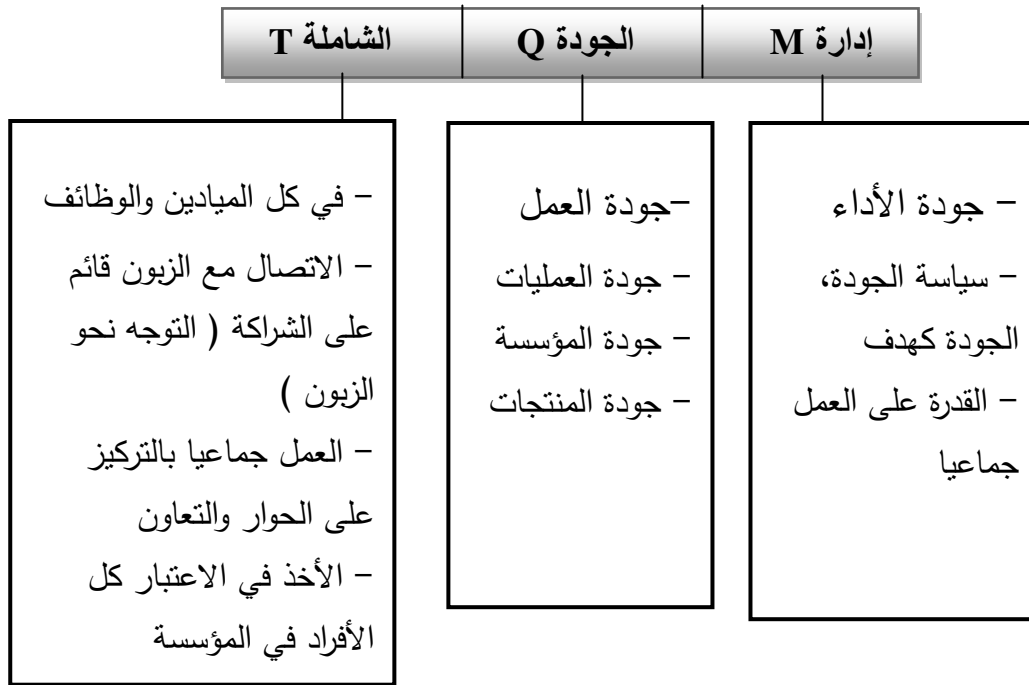 إدارة M
الجودة Q
الشاملة T
– جودة الأداء
– سياسة الجودة،
الجودة كهدف
– القدرة على العمل
جماعيا
–جودة العمل
– جودة العمليات
– جودة المؤسسة
– جودة المنتجات
– في كل الميادين والوظائف
– الاتصال مع الزبون قائم
على الشراكة ( التوجه نحو
الزبون )
– العمل جماعيا بالتركيز
على الحوار والتعاون
– الأخذ في الاعتبار كل
الأفراد في المؤسسة